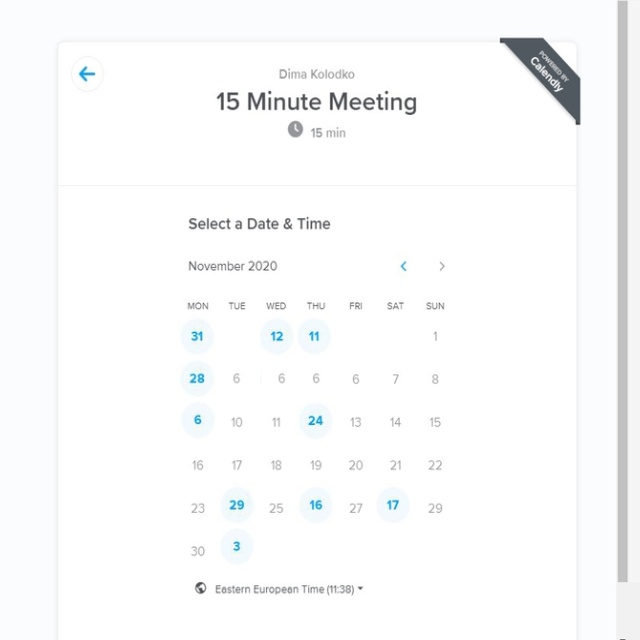 POWERED BY
Calendly
Dima Kolodko
15 Minute Meeting
15 min
Select a Date & Time
November 2020
MON TUE WED THU FRI SAT SUN
31 12 11 1
28 6 6 6 6 7 8
6 10 11 24 13 14 15
16 17 18 19 20 21 22
23 29 25 16 27 17 29
30 3
Eastern European Time (11:38)